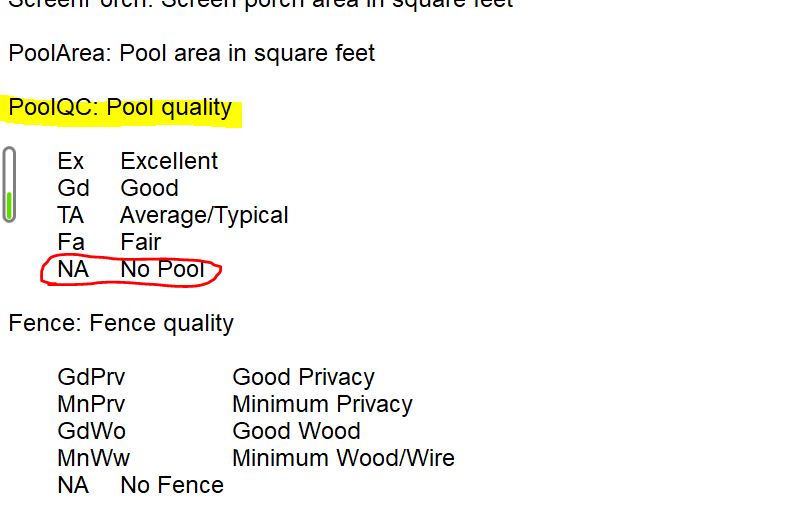 ScreenPorch: Screen porch area in square feet
PoolArea: Pool area in square feet
PoolQC: Pool quality
Ex Excellent
Gd Good
TA Average/Typical
Fa Fair
NA No Pool
Fence: Fence quality
GdPrv Good Privacy
MnPrv Minimum Privacy
GdWo Good Wood
MnWw Minimum Wood/Wire
NA No Fence